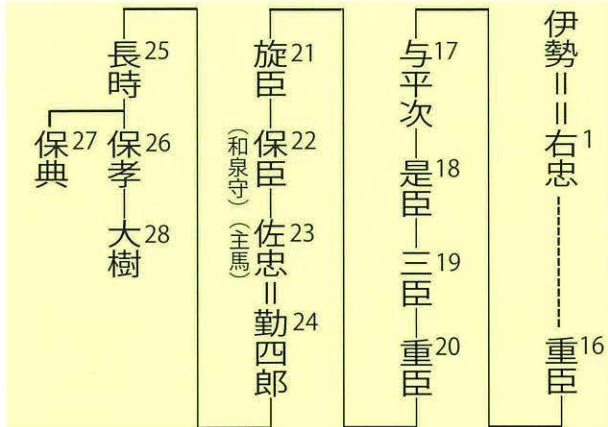 伊勢==右忠1
重臣16
与平次17
是臣18
三臣19
重臣20
旋臣21
保臣22
(和泉守)
佐忠23
(主馬)
=勤四郎24
長時25
保孝26
大樹28
保典27